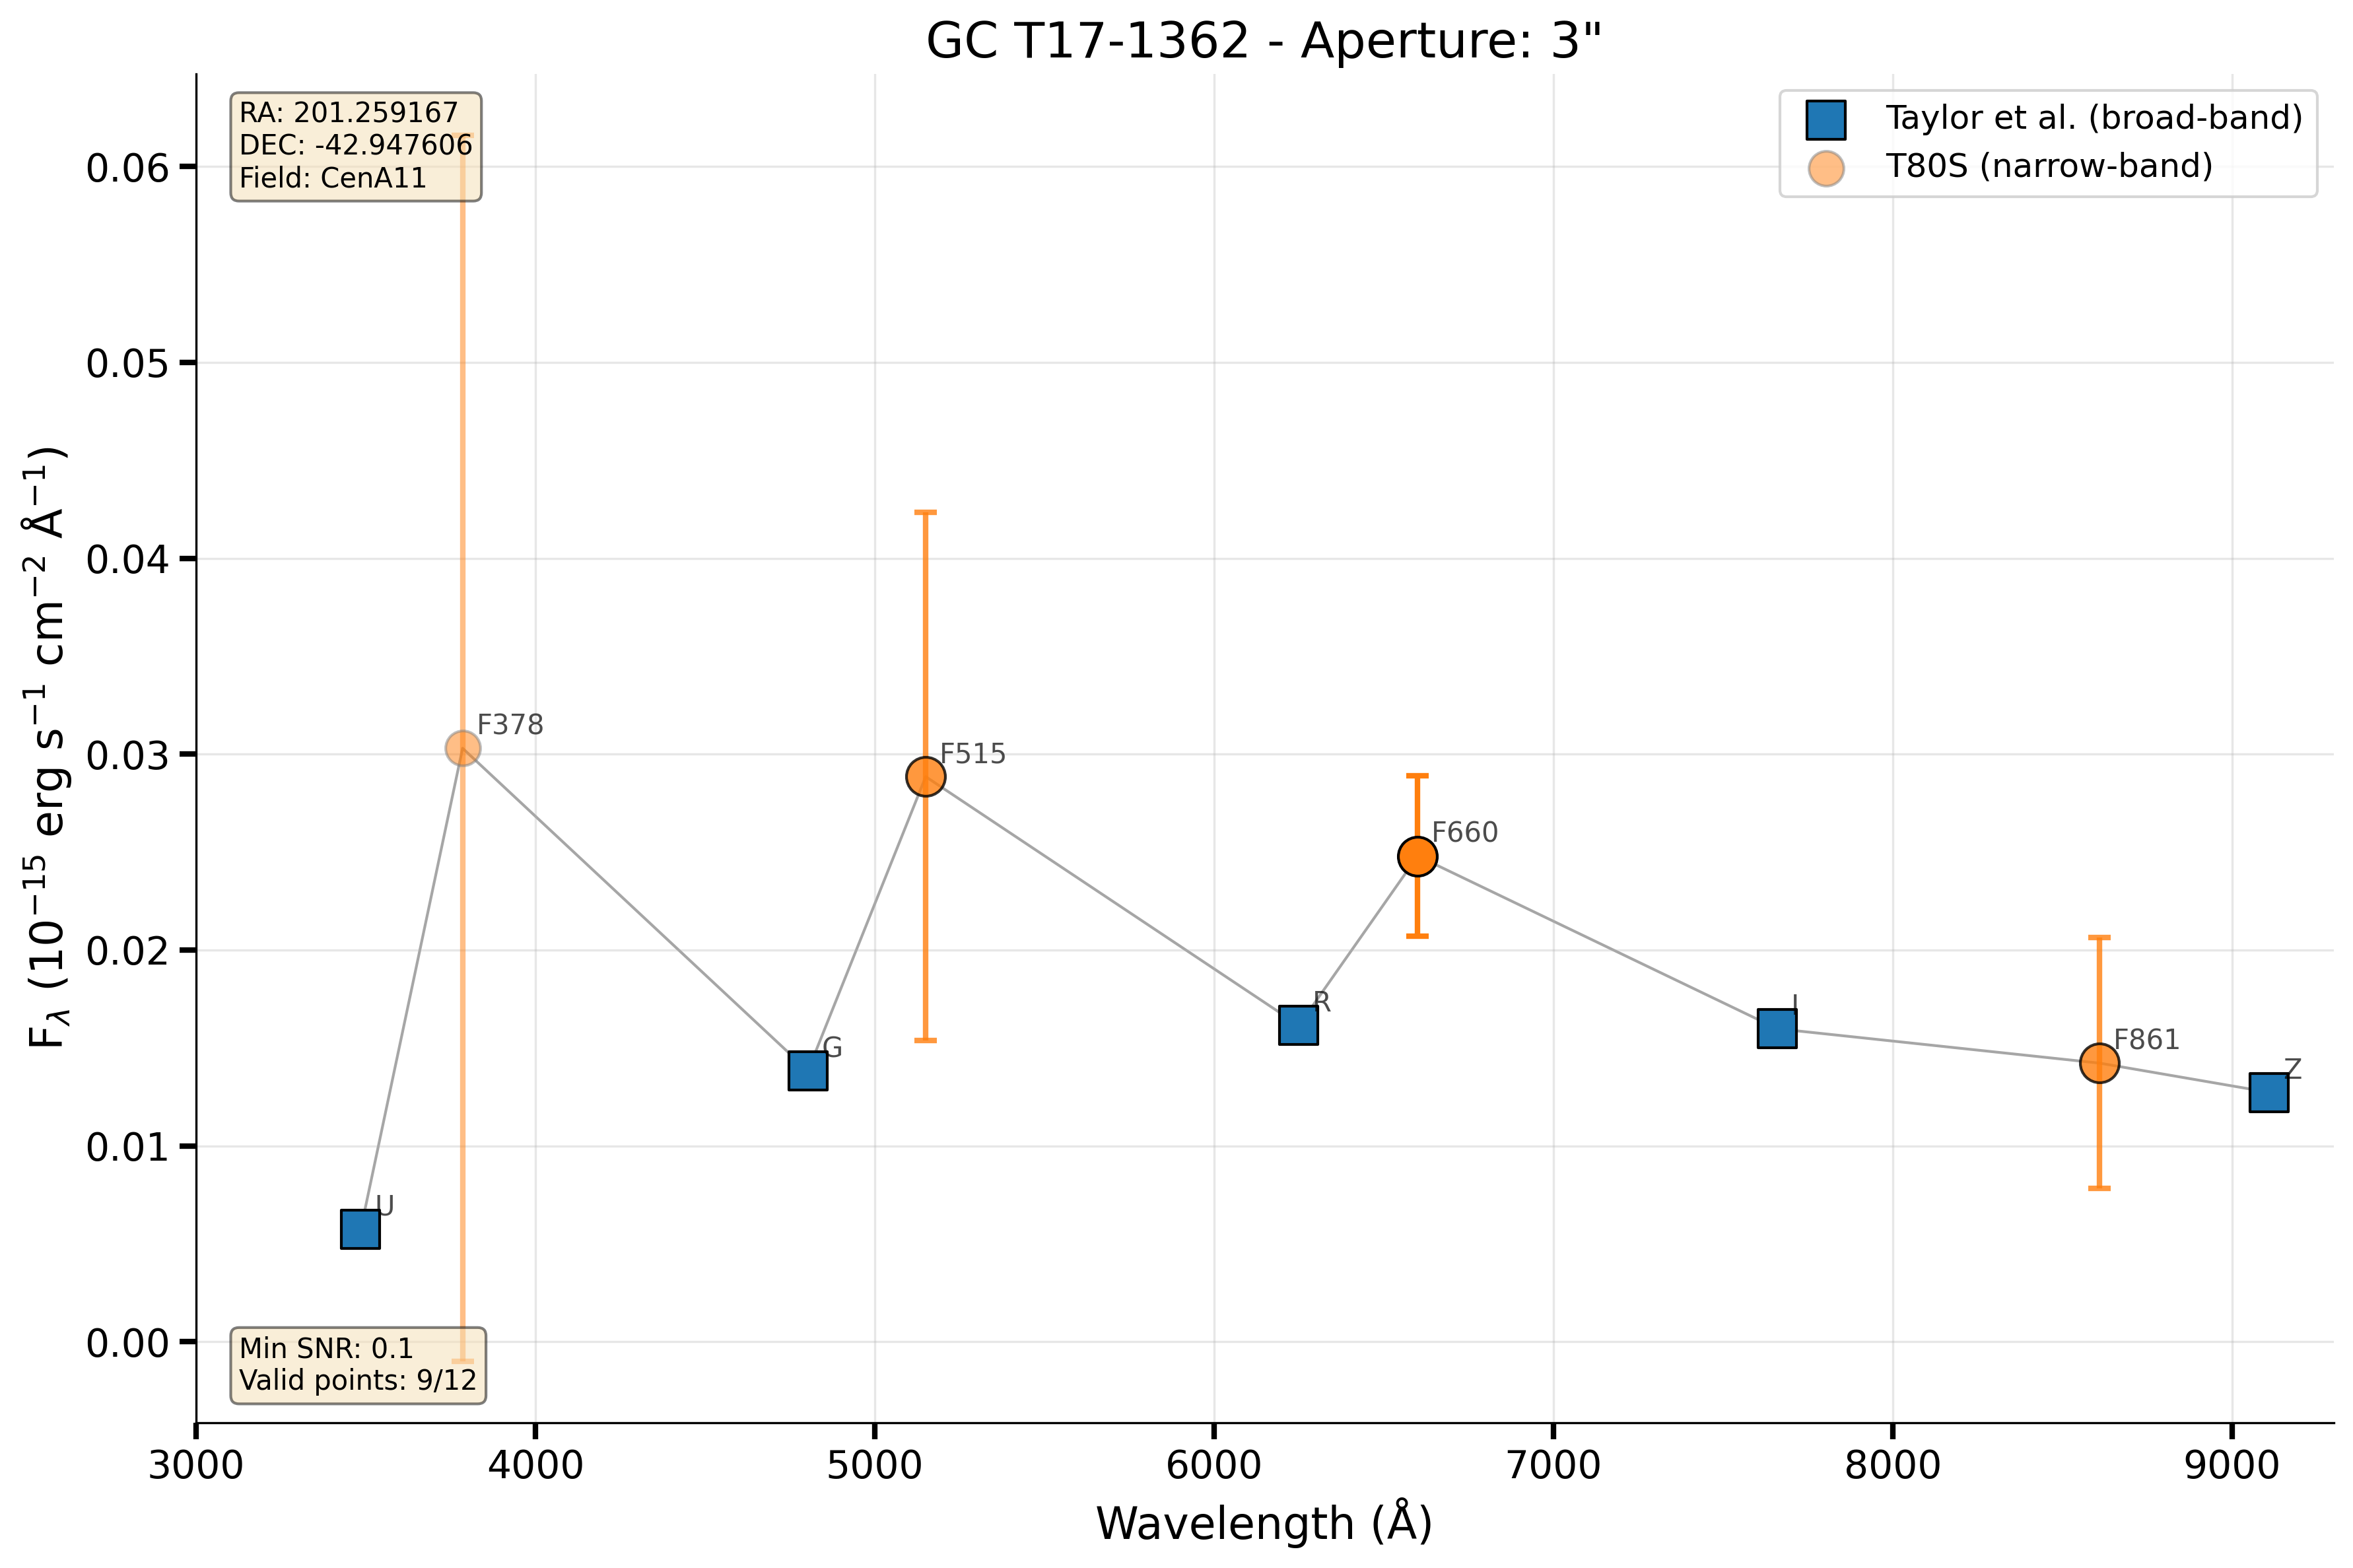 GC T17-1362 - Aperture: 3"
RA: 201.259167
DEC: -42.947606
Field: CenA11
Taylor et al. (broad-band)
T80S (narrow-band)
0.06
0.05
0.04
0.03
0.02
0.01
0.00
F_λ (10⁻¹⁵ erg s⁻¹ cm⁻² Å⁻¹)
F378
F515
F660
R
I
G
F861
Z
U
Min SNR: 0.1
Valid points: 9/12
3000 4000 5000 6000 7000 8000 9000
Wavelength (Å)